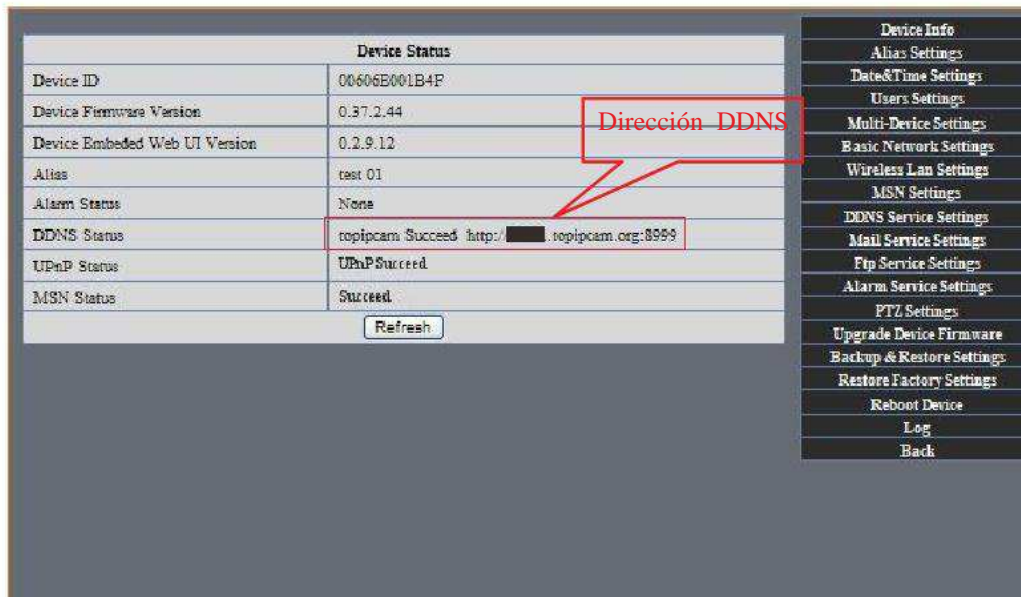 Device Status
Device ID 00606E001B4F
Device Firmware Version 0.37.2.44
Device Embeded Web UI Version 0.2.9.12
Alias test 01
Alarm Status None
DDNS Status topipcam Succeed http:// .topipcam.org:8999
UPnP Status UPnP Succeed
MSN Status Succeed
Refresh
Dirección DDNS
Device Info
Alias Settings
Date&Time Settings
Users Settings
Multi-Device Settings
Basic Network Settings
Wireless Lan Settings
MSN Settings
DDNS Service Settings
Mail Service Settings
Ftp Service Settings
Alarm Service Settings
PTZ Settings
Upgrade Device Firmware
Backup & Restore Settings
Restore Factory Settings
Reboot Device
Log
Back